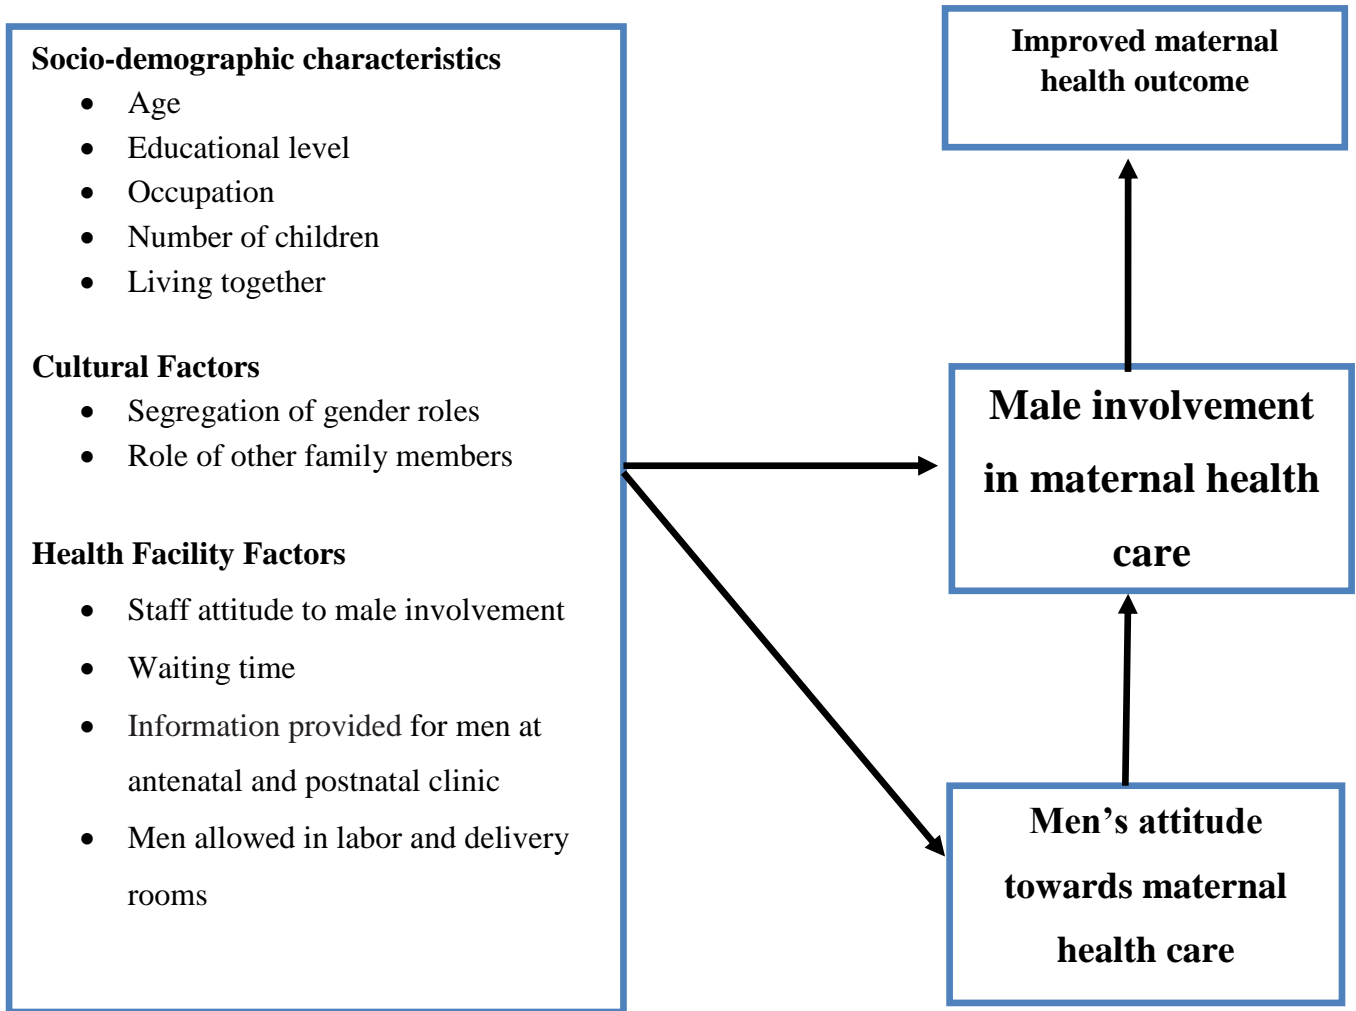 Socio-demographic characteristics
• Age
• Educational level
• Occupation
• Number of children
• Living together
Cultural Factors
• Segregation of gender roles
• Role of other family members
Health Facility Factors
• Staff attitude to male involvement
• Waiting time
• Information provided for men at
antenatal and postnatal clinic
• Men allowed in labor and delivery
rooms
Improved maternal
health outcome
Male involvement
in maternal health
care
Men’s attitude
towards maternal
health care